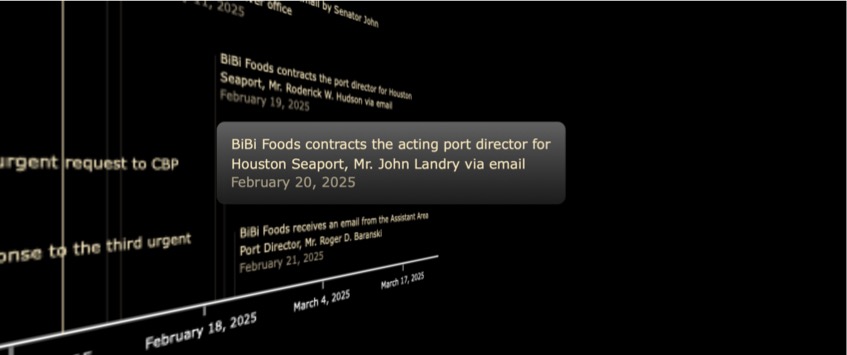 11, 2025
office
mail by Senator John
BiBi Foods contracts the port director for Houston
Seaport, Mr. Roderick W. Hudson via email
February 19, 2025
urgent request to CBP
BiBi Foods contracts the acting port director for
Houston Seaport, Mr. John Landry via email
February 20, 2025
onse to the third urgent
BiBi Foods receives an email from the Assistant Area
Port Director, Mr. Roger D. Baranski
February 21, 2025
February 18, 2025
March 4, 2025
March 17, 2025